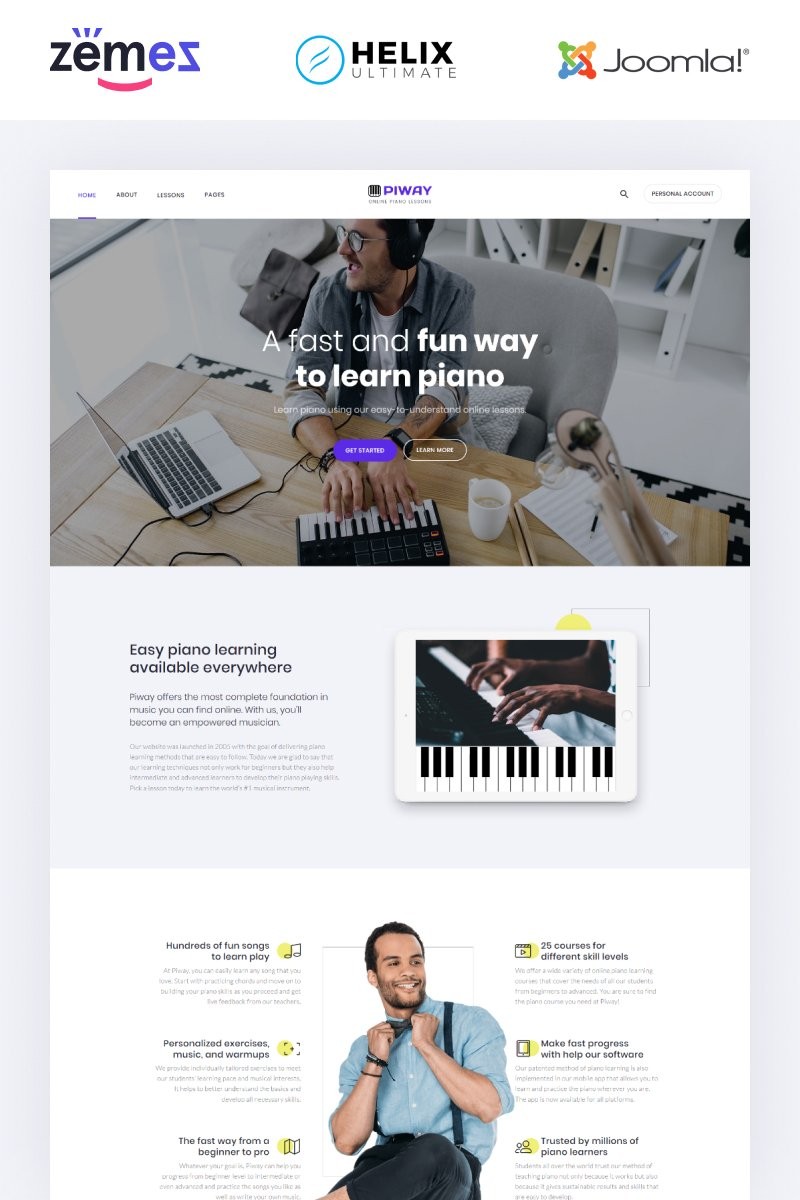 zemes
HELIX
ULTIMATE
Joomla!®
HOME
ABOUT
LESSONS
PAGES
PIWAY
ONLINE PIANO LESSONS
PERSONAL ACCOUNT
A fast and fun way
to learn piano
Learn piano using our easy-to-understand online lessons.
GET STARTED
LEARN MORE
Easy piano learning
available everywhere
Piway offers the most complete foundation in
music you can find online. With us, you'll
become an empowered musician.
Our website was launched in 2005 with the goal of delivering piano
learning methods that are easy to follow. Today we are glad to say that
our learning techniques not only work for beginners but they also help
intermediate and advanced learners to develop their piano playing skills.
Pick a lesson today to learn the world's #1 musical instrument.
Hundreds of fun songs
to learn play
At Piway, you can easily learn any song that you
love. Start with practicing chords and move on to
building your piano skills as you proceed and get
live feedback from our teachers.
Personalized exercises,
music, and warmups
We provide individually tailored exercises to meet
our students' learning pace and musical interests.
It helps to better understand the basics and
develop all necessary skills.
The fast way from a
beginner to pro
Whatever your goal is, Piway can help you
progress from beginner level to intermediate or
even advanced and practice the songs you like as
well as write your own music.
25 courses for
different skill levels
We offer a wide variety of online piano learning
courses that cover the needs of all our students
from beginners to advanced. You are sure to find
the piano course you need at Piway!
Make fast progress
with help our software
Our patented method of piano learning is also
implemented in our mobile app that allows you to
learn and practice the piano wherever you are.
The app is now available for all platforms.
Trusted by millions of
piano learners
Students all over the world trust our method of
teaching piano not only because it works but also
because it gives sustainable results and skills that
are easy to develop.